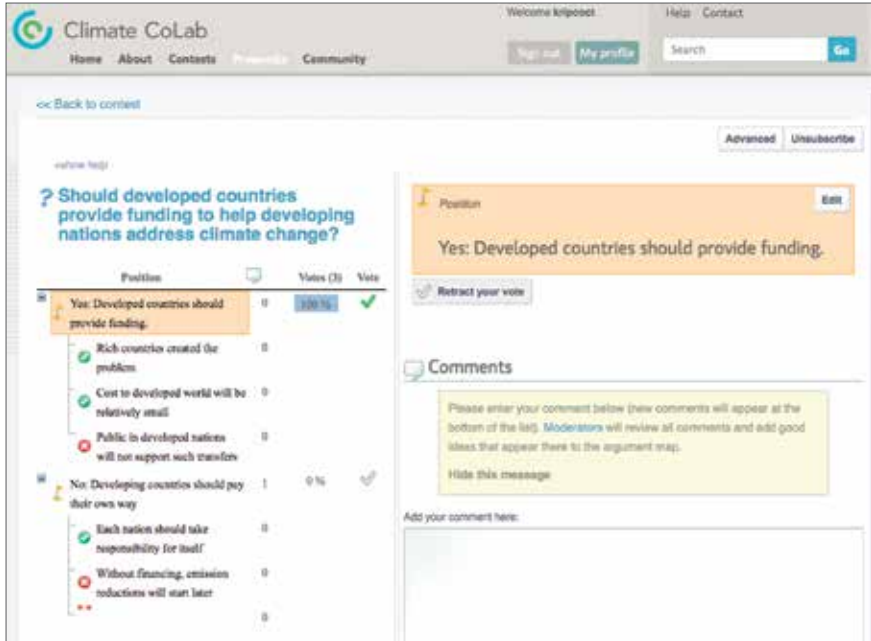 Climate CoLab
Welcome kriposet
Help Contact
Home About Contests Community
Sign out My profile
Search Go
<< Back to contest
Advanced Unsubscribe
+show help
? Should developed countries
provide funding to help developing
nations address climate change?
Position Votes (3) Vote
Yes: Developed countries should 0 100 %
provide funding.
Rich countries created the 0
problem
Cost to developed world will be 0
relatively small
Public in developed nations 0
will not support such transfers
No: Developing countries should pay 1 0 %
their own way
Each nation should take 0
responsibility for itself
Without financing, emission 0
reductions will start later
0
Position Edit
Yes: Developed countries should provide funding.
Retract your vote
Comments
Please enter your comment below (new comments will appear at the
bottom of the list). Moderators will review all comments and add good
ideas that appear there to the argument map.
Hide this message
Add your comment here: